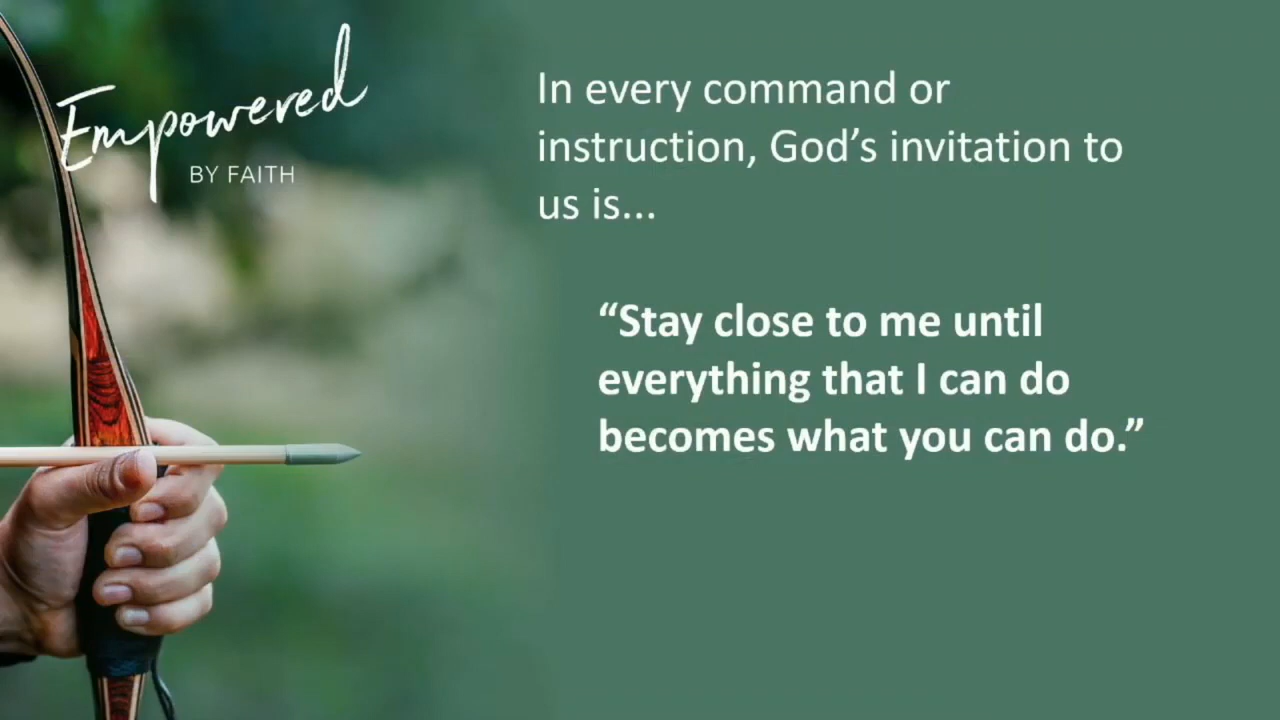 Empowered
BY FAITH
In every command or
instruction, God’s invitation to
us is...
“Stay close to me until
everything that I can do
becomes what you can do.”